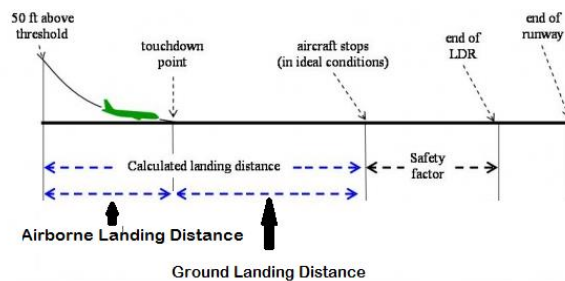 50 ft above
threshold
touchdown
point
aircraft stops
(in ideal conditions)
end of
LDR
end of
runway
Calculated landing distance
Safety
factor
Airborne Landing Distance
Ground Landing Distance